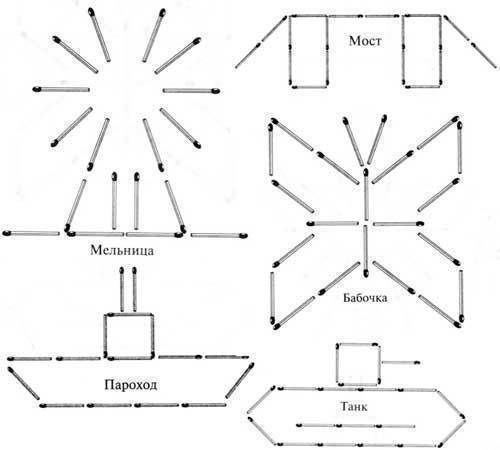 Мост
Мельница
Бабочка
Пароход
Танк